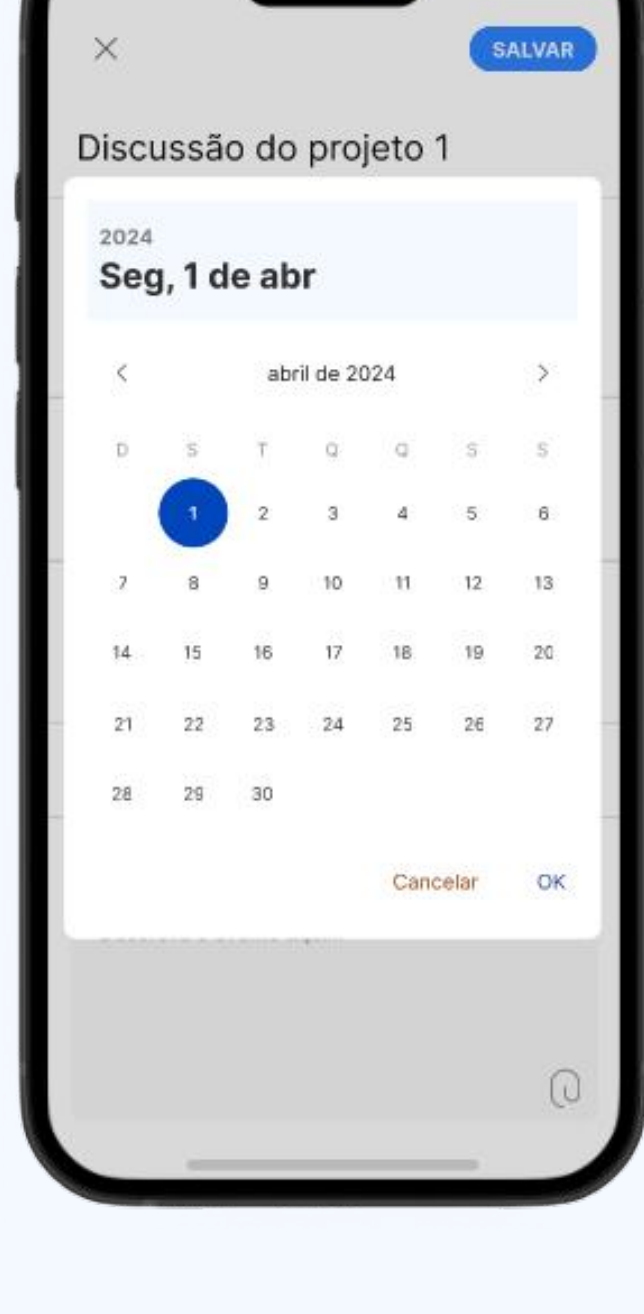 SALVAR
Discussão do projeto 1
2024
Seg, 1 de abr
abril de 2024
D S T Q Q S S
1 2 3 4 5 6
7 8 9 10 11 12 13
14 15 16 17 18 19 20
21 22 23 24 25 26 27
28 29 30
Cancelar OK